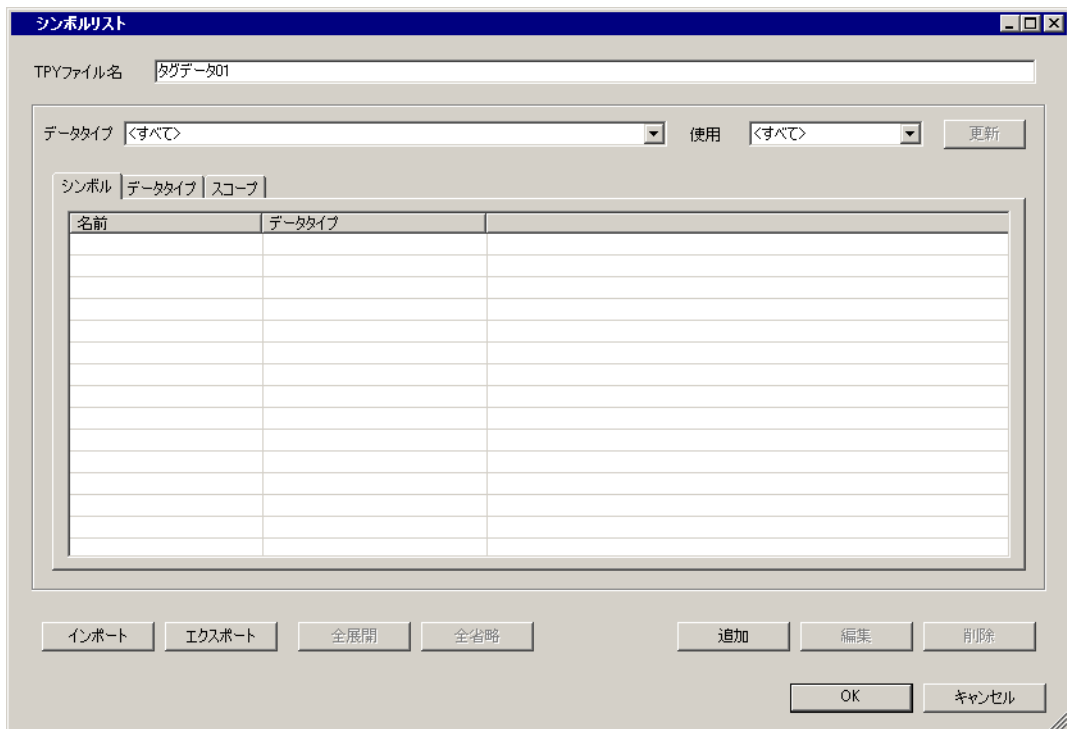 シンボルリスト
TPYファイル名 タグデータ01
データタイプ <すべて> 使用 <すべて> 更新
シンボル データタイプ スコープ
名前 データタイプ
インポート エクスポート 全展開 全省略 追加 編集 削除
OK キャンセル